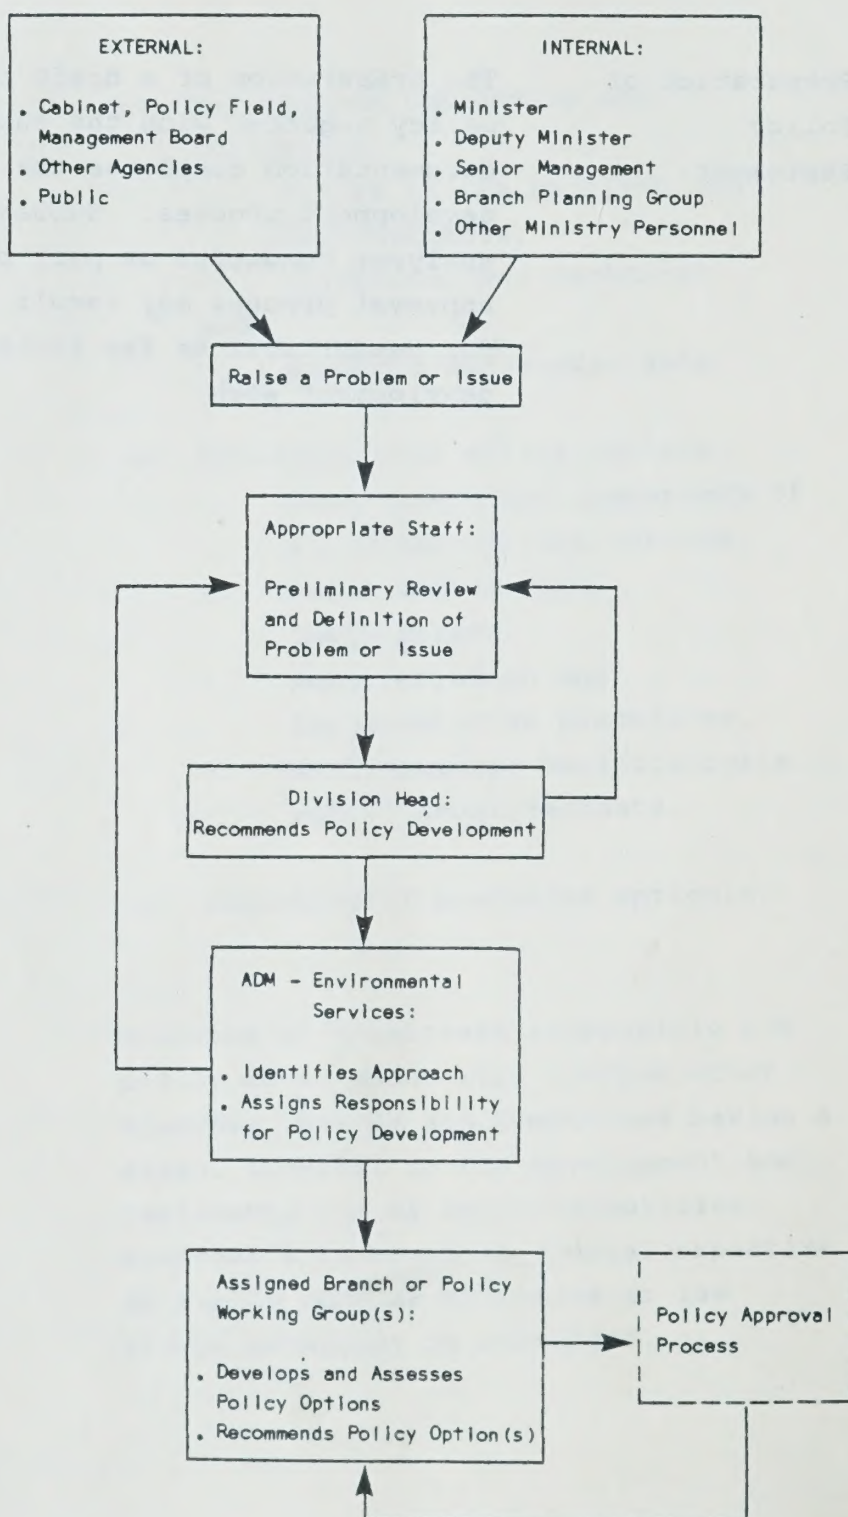 EXTERNAL:
. Cabinet, Policy Field,
Management Board
. Other Agencies
. Public
INTERNAL:
. Minister
. Deputy Minister
. Senior Management
. Branch Planning Group
. Other Ministry Personnel
Raise a Problem or Issue
Appropriate Staff:
Preliminary Review
and Definition of
Problem or Issue
Division Head:
Recommends Policy Development
ADM - Environmental
Services:
. Identifies Approach
. Assigns Responsibility
for Policy Development
Assigned Branch or Policy
Working Group(s):
. Develops and Assesses
Policy Options
. Recommends Policy Option(s)
Policy Approval
Process